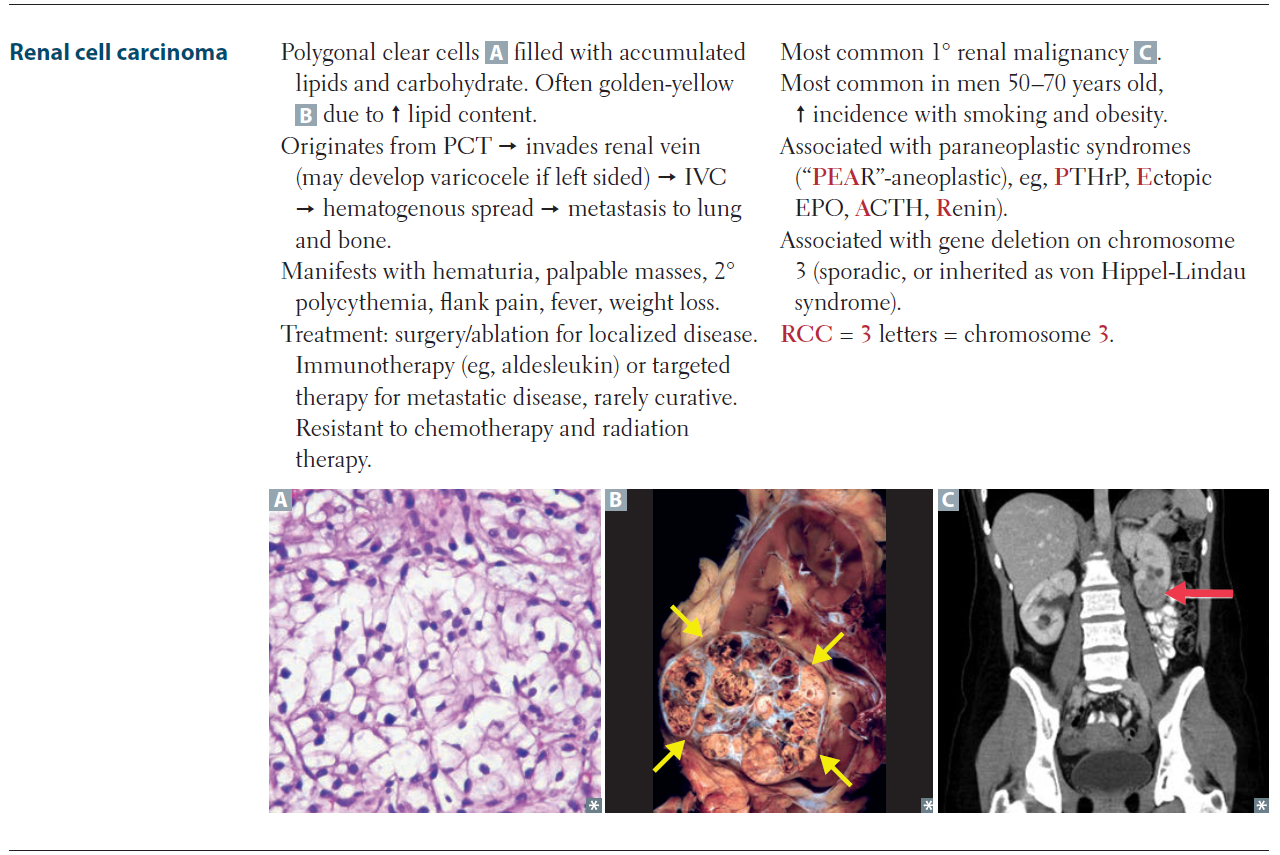 Renal cell carcinoma
Polygonal clear cells A filled with accumulated
lipids and carbohydrate. Often golden-yellow
B due to ↑ lipid content.
Originates from PCT → invades renal vein
(may develop varicocele if left sided) → IVC
→ hematogenous spread → metastasis to lung
and bone.
Manifests with hematuria, palpable masses, 2°
polycythemia, flank pain, fever, weight loss.
Treatment: surgery/ablation for localized disease.
Immunotherapy (eg, aldesleukin) or targeted
therapy for metastatic disease, rarely curative.
Resistant to chemotherapy and radiation
therapy.
Most common 1° renal malignancy C.
Most common in men 50–70 years old,
↑ incidence with smoking and obesity.
Associated with paraneoplastic syndromes
(“PEAR”-aneoplastic), eg, PTHrP, Ectopic
EPO, ACTH, Renin).
Associated with gene deletion on chromosome
3 (sporadic, or inherited as von Hippel-Lindau
syndrome).
RCC = 3 letters = chromosome 3.
A
*
B
*
C
*